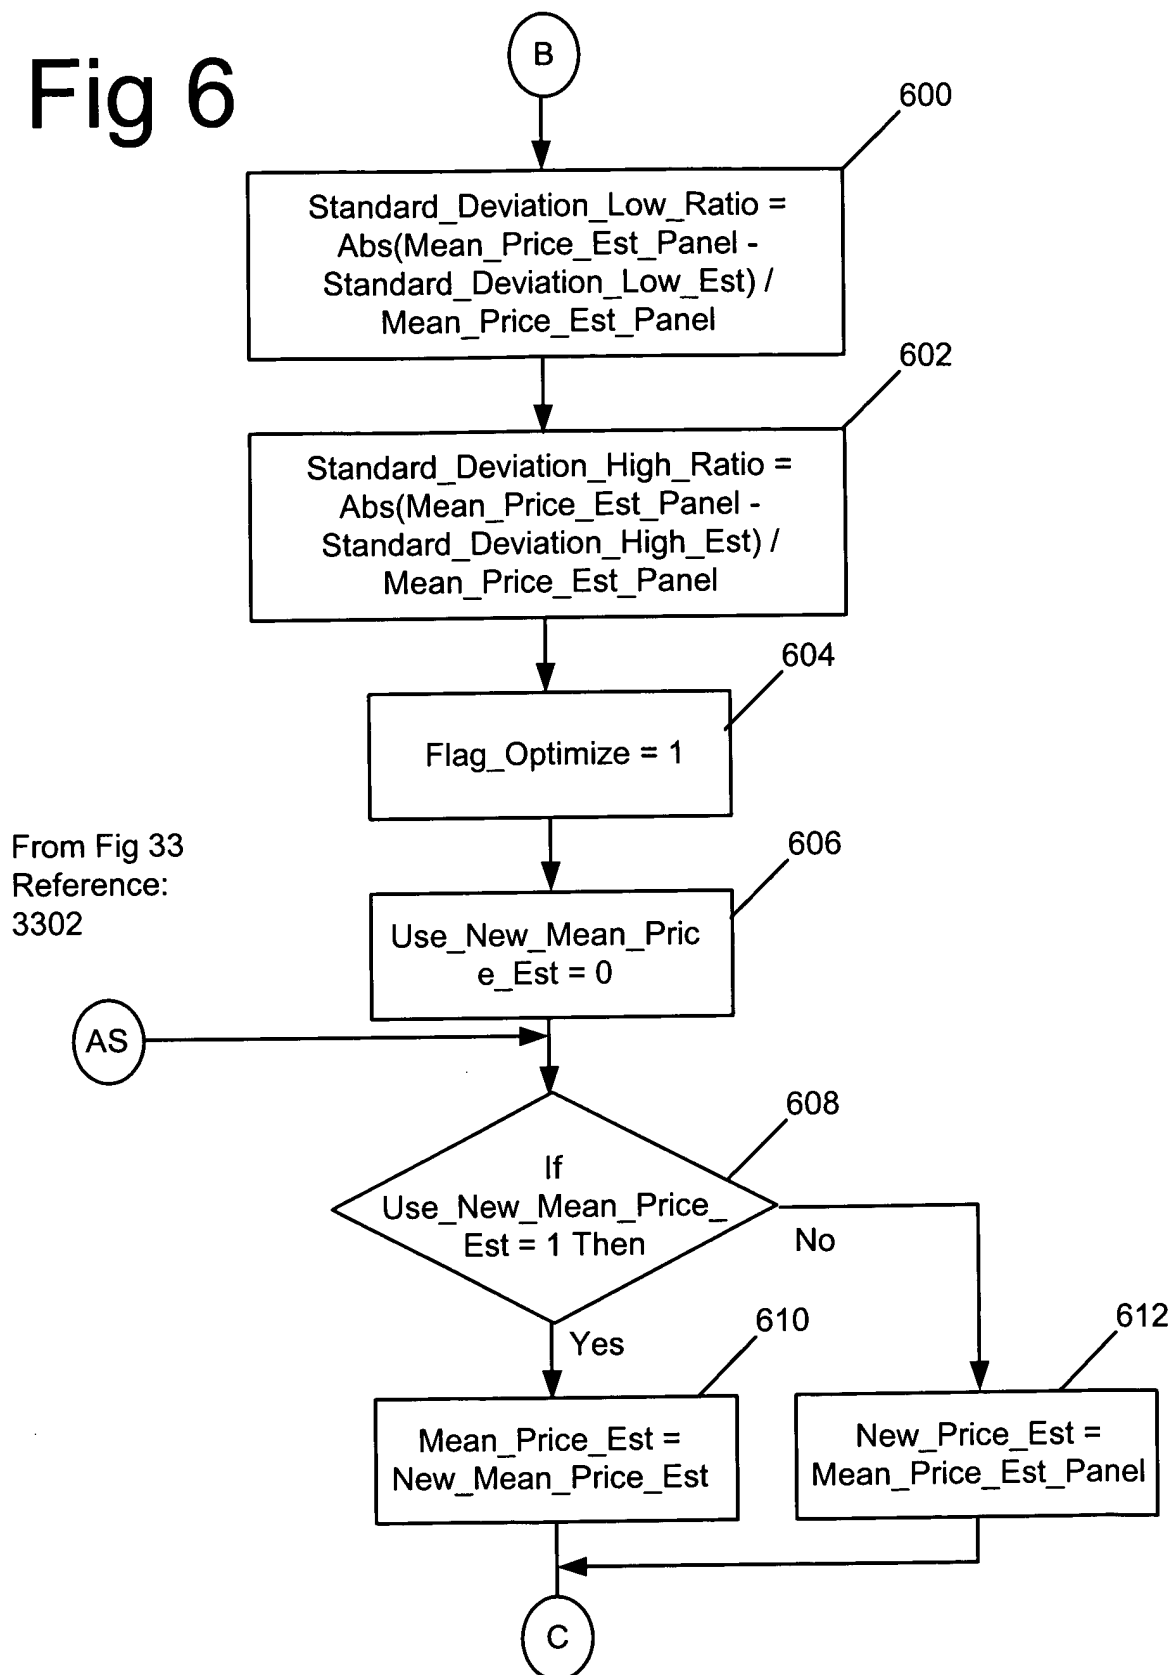 Fig 6
B
600
Standard_Deviation_Low_Ratio =
Abs(Mean_Price_Est_Panel -
Standard_Deviation_Low_Est) /
Mean_Price_Est_Panel
602
Standard_Deviation_High_Ratio =
Abs(Mean_Price_Est_Panel -
Standard_Deviation_High_Est) /
Mean_Price_Est_Panel
604
Flag_Optimize = 1
From Fig 33
Reference:
3302
606
Use_New_Mean_Pric
e_Est = 0
AS
608
If
Use_New_Mean_Price_
Est = 1 Then
No
Yes
610
Mean_Price_Est =
New_Mean_Price_Est
612
New_Price_Est =
Mean_Price_Est_Panel
C